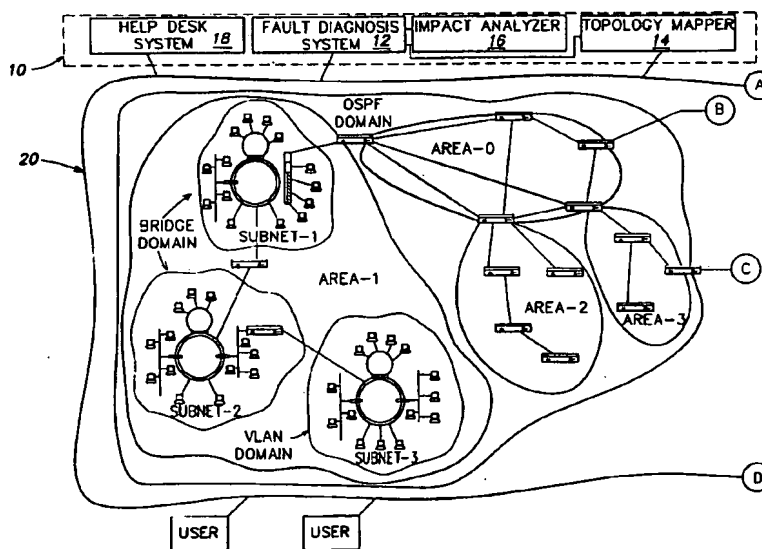 HELP DESK
SYSTEM 18
FAULT DIAGNOSIS
SYSTEM 12
IMPACT ANALYZER
16
TOPOLOGY MAPPER
14
10
A
OSPF
DOMAIN
B
20
AREA-0
SUBNET-1
BRIDGE
DOMAIN
AREA-1
C
AREA-2
AREA-3
SUBNET-2
VLAN
DOMAIN
SUBNET-3
D
USER
USER